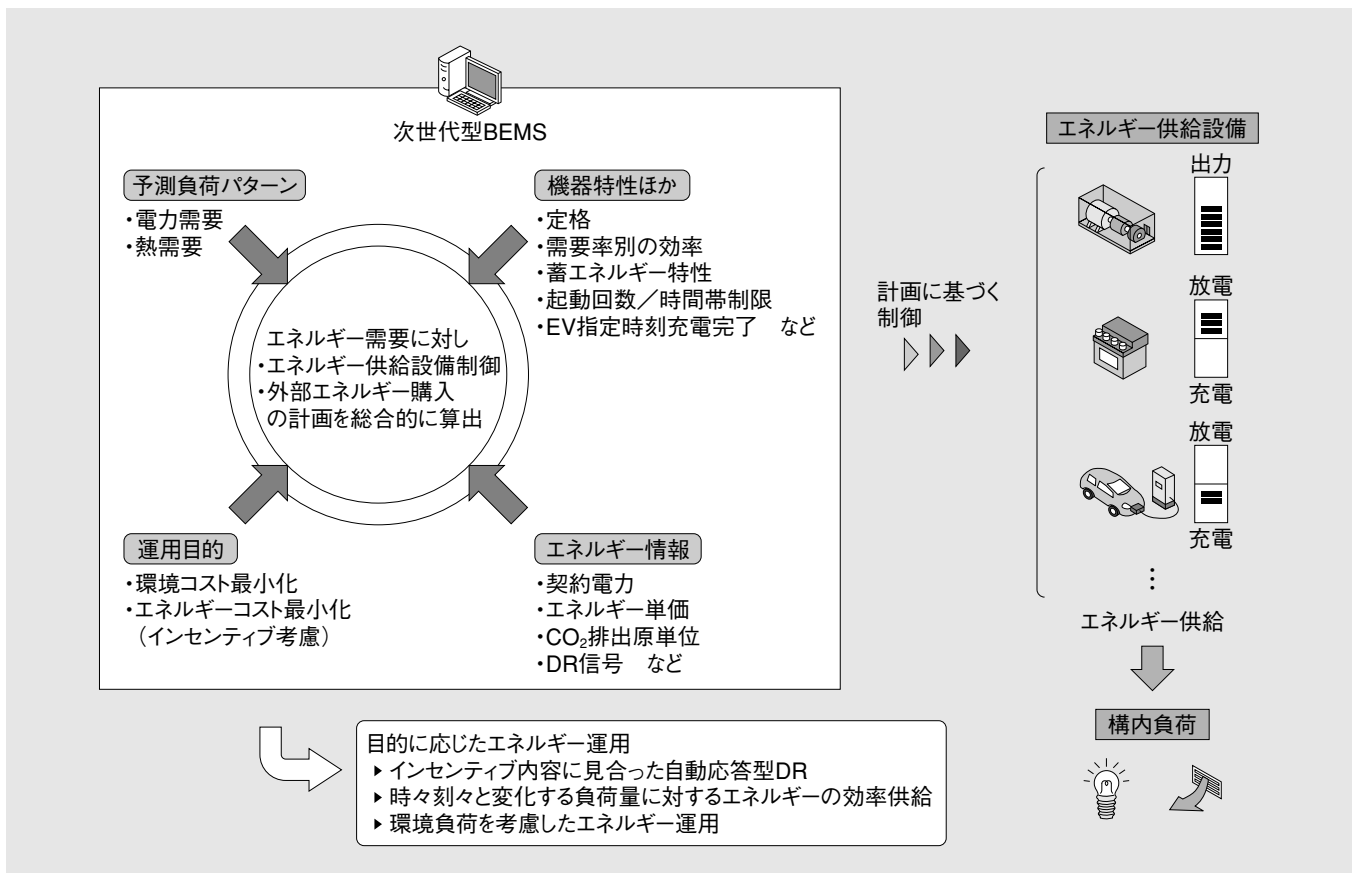 次世代型BEMS
予測負荷パターン
・電力需要
・熱需要
機器特性ほか
・定格
・需要率別の効率
・蓄エネルギー特性
・起動回数／時間帯制限
・EV指定時刻充電完了　など
エネルギー需要に対し
・エネルギー供給設備制御
・外部エネルギー購入
の計画を総合的に算出
運用目的
・環境コスト最小化
・エネルギーコスト最小化
（インセンティブ考慮）
エネルギー情報
・契約電力
・エネルギー単価
・CO₂排出原単位
・DR信号　など
計画に基づく
制御
エネルギー供給設備
出力
放電
充電
放電
充電
⋮
エネルギー供給
構内負荷
目的に応じたエネルギー運用
▶ インセンティブ内容に見合った自動応答型DR
▶ 時々刻々と変化する負荷量に対するエネルギーの効率供給
▶ 環境負荷を考慮したエネルギー運用